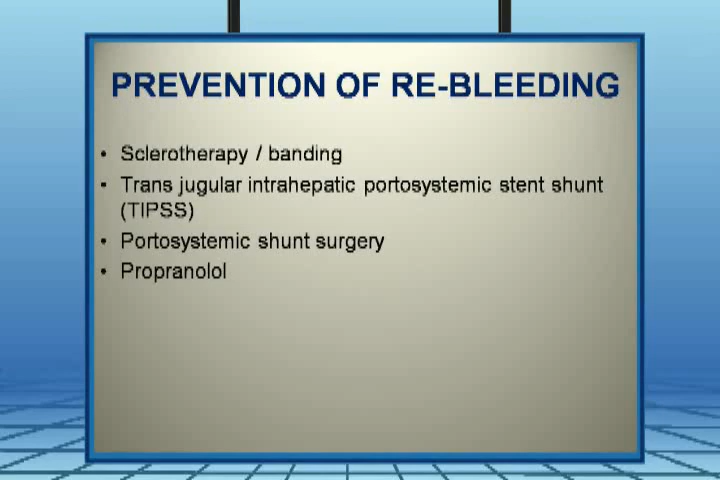 PREVENTION OF RE-BLEEDING
• Sclerotherapy / banding
• Trans jugular intrahepatic portosystemic stent shunt
(TIPSS)
• Portosystemic shunt surgery
• Propranolol